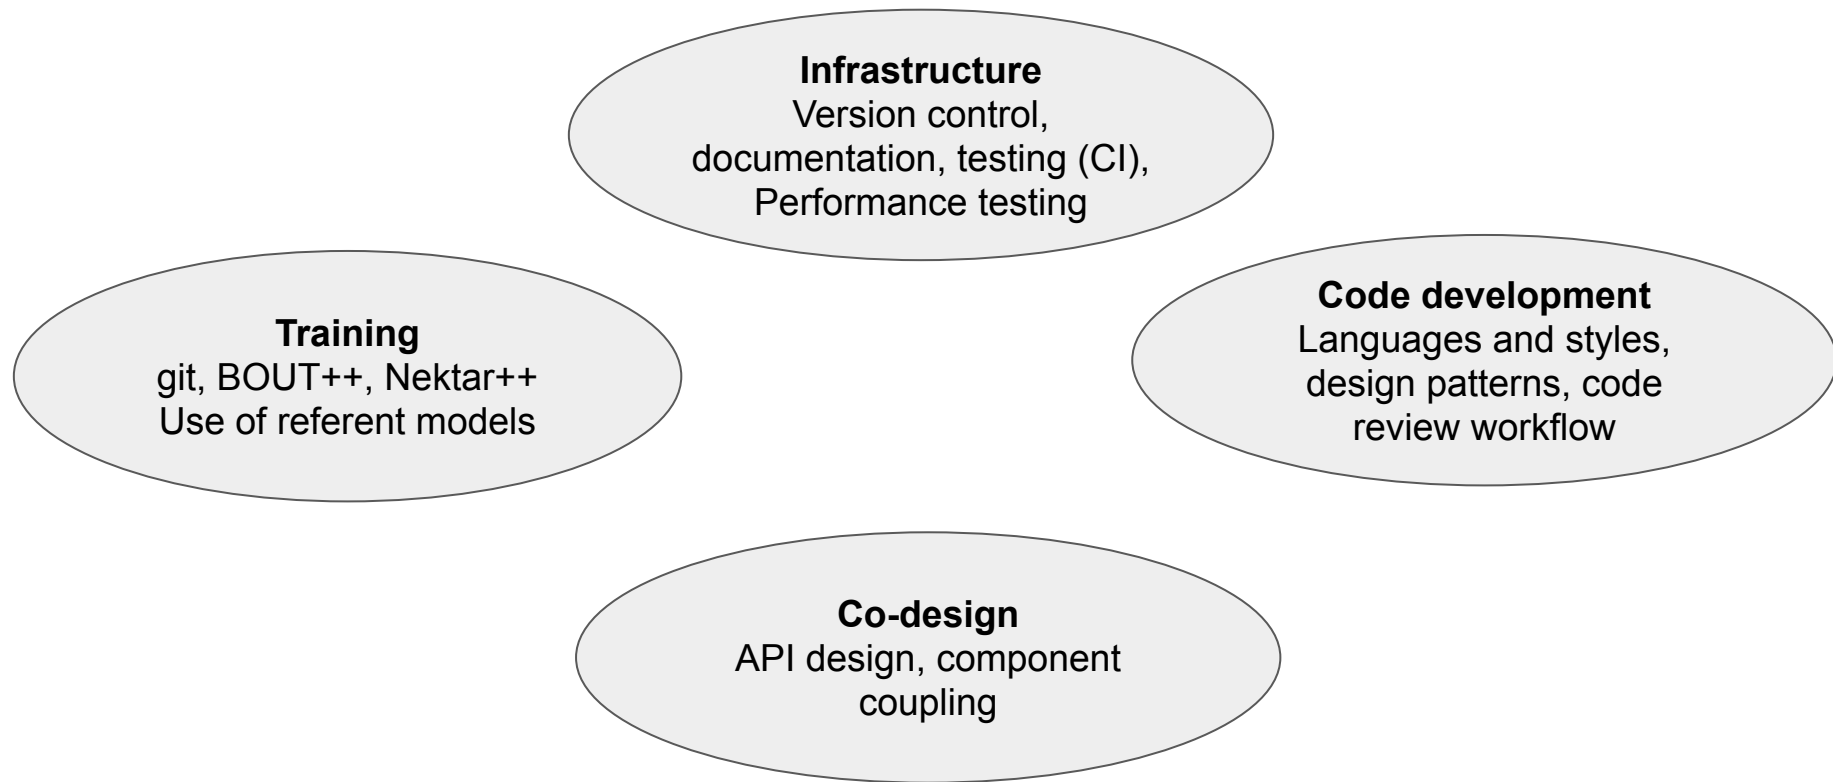 Infrastructure
Version control,
documentation, testing (CI),
Performance testing
Training
git, BOUT++, Nektar++
Use of referent models
Code development
Languages and styles,
design patterns, code
review workflow
Co-design
API design, component
coupling